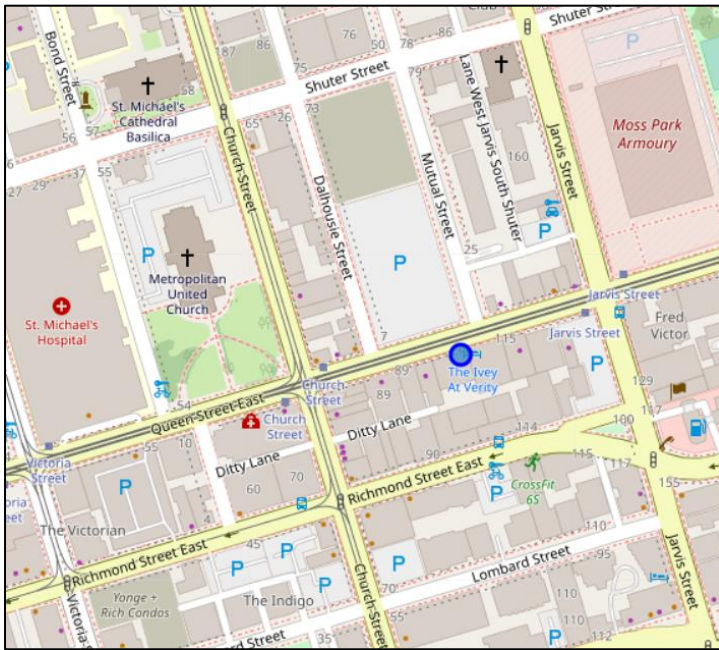 Club
Shuter Street
Bond Street
87
86
76
50
78
86
75
79
St. Michael's
Cathedral
Basilica
58
57
56
55
37
29
27
Shuter Street
73
65
26
Church Street
Dalhousie Street
Mutual Street
Lane West Jarvis South Shuter
160
Jarvis Street
P
Moss Park
Armoury
P
Metropolitan
United
Church
P
25
P
St. Michael's
Hospital
7
Jarvis Street
Jarvis Street
Fred
Victor
115
The Ivey
At Verity
89
89
Church
Street
P
129
54
Queen Street East
Church
Street
Ditty Lane
Ditty Lane
10
55
Victoria
Street
114
100
117
90
115
117
Richmond Street East
CrossFit
6S
P
60
70
155
The Victorian
P
Richmond Street East
45
P
P
P
P
110
95
Lombard Street
Jarvis Street
70
55
Yonge +
Rich Condos
The Indigo
Church Street
110
112
P
35